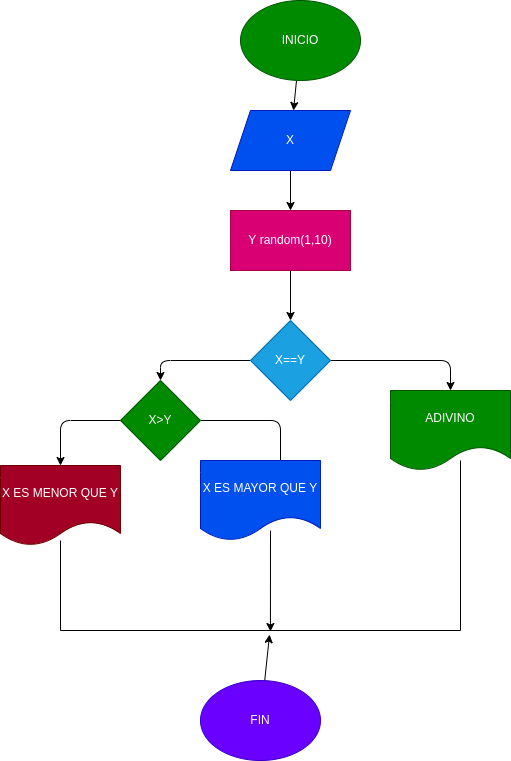 INICIO
X
Y random(1,10)
X==Y
X>Y
ADIVINO
X ES MENOR QUE Y
X ES MAYOR QUE Y
FIN